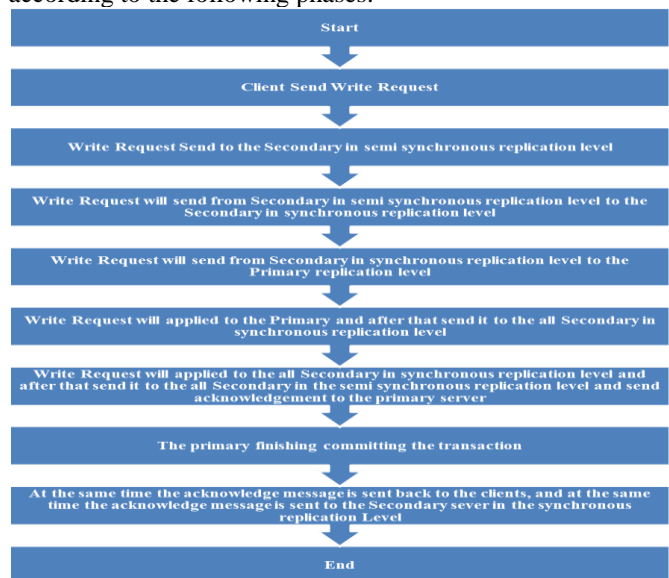 according to the following phases:
Start
Client Send Write Request
Write Request Send to the Secondary in semi synchronous replication level
Write Request will send from Secondary in semi synchronous replication level to the
Secondary in synchronous replication level
Write Request will send from Secondary in synchronous replication level to the
Primary replication level
Write Request will applied to the Primary and after that send it to the all Secondary in
synchronous replication level
Write Request will applied to the all Secondary in synchronous replication level and
after that send it to the all Secondary in the semi synchronous replication level and send
acknowledgement to the primary server
The primary finishing committing the transaction
At the same time the acknowledge message is sent back to the clients, and at the same
time the acknowledge message is sent to the Secondary sever in the synchronous
replication Level
End